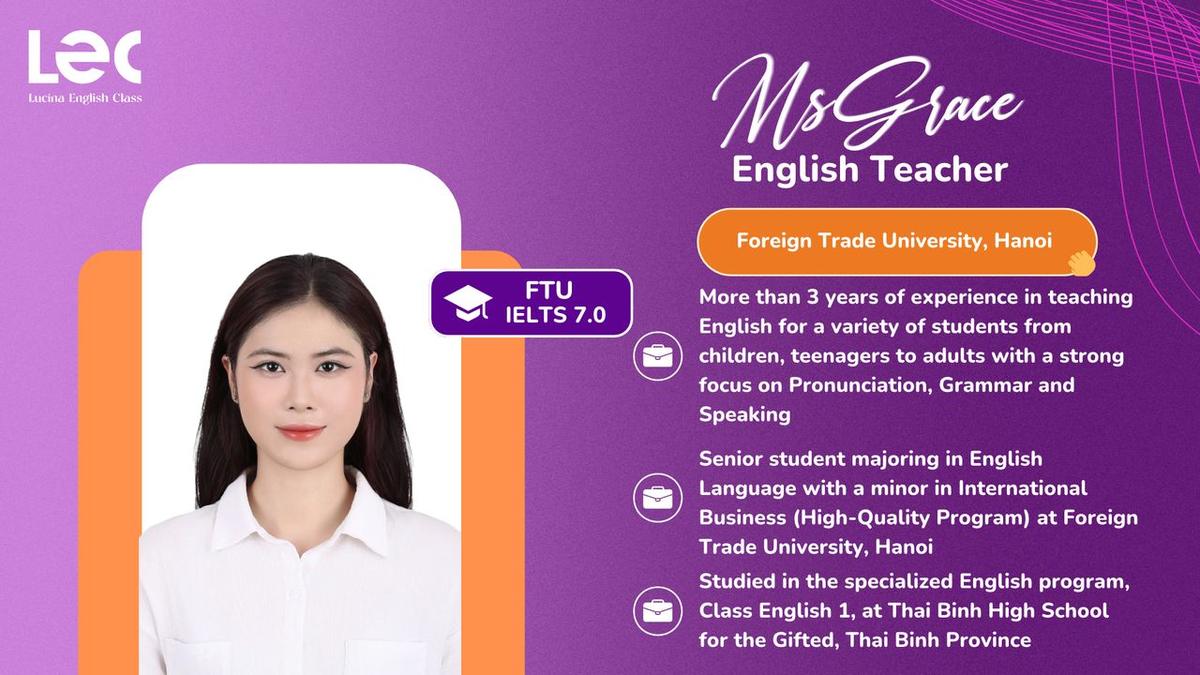 LEC
Lucina English Class
Ms Grace
English Teacher
Foreign Trade University, Hanoi
FTU
IELTS 7.0
More than 3 years of experience in teaching
English for a variety of students from
children, teenagers to adults with a strong
focus on Pronunciation, Grammar and
Speaking
Senior student majoring in English
Language with a minor in International
Business (High-Quality Program) at Foreign
Trade University, Hanoi
Studied in the specialized English program,
Class English 1, at Thai Binh High School
for the Gifted, Thai Binh Province